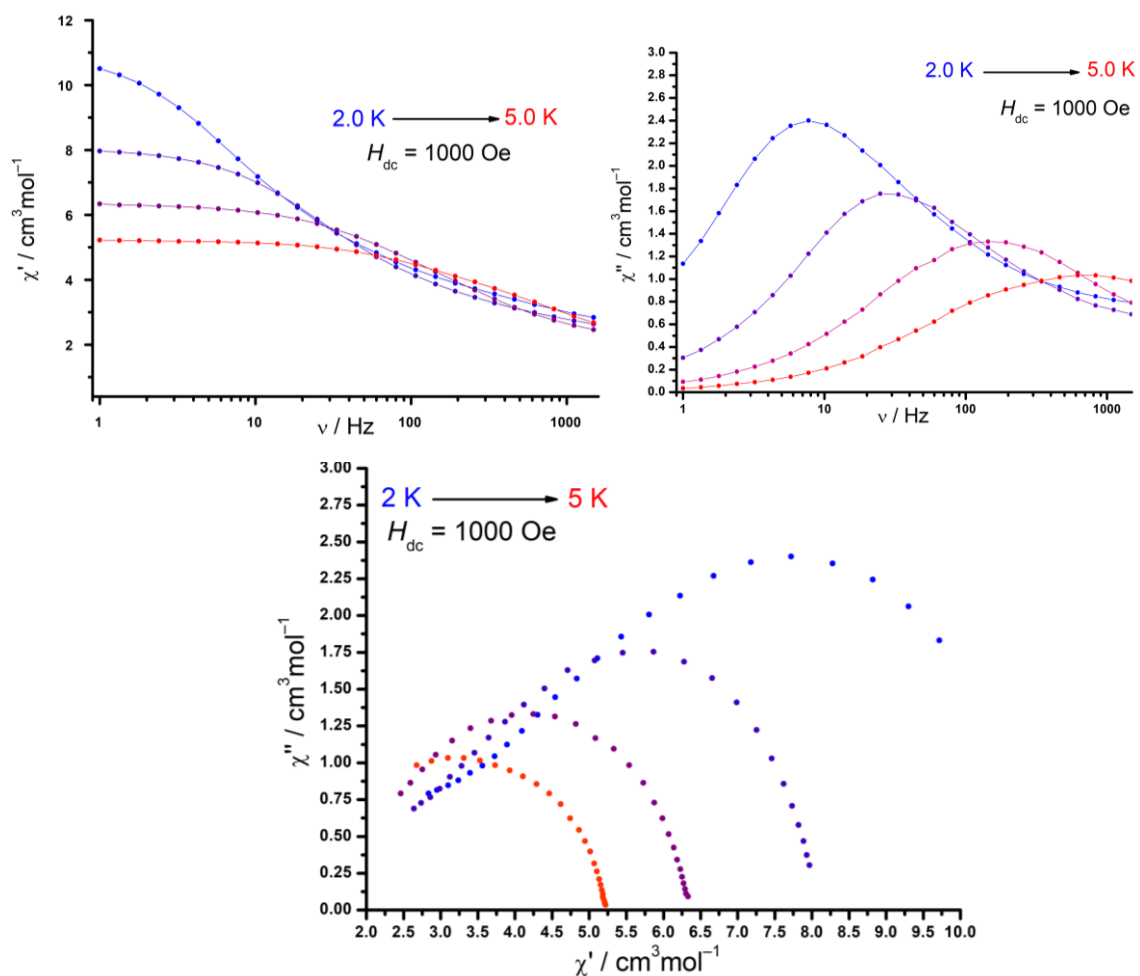 12
10
8
6
4
2
χ' / cm³mol⁻¹
2.0 K 5.0 K
H_dc = 1000 Oe
1 10 100 1000
ν / Hz
3.0
2.8
2.6
2.4
2.2
2.0
1.8
1.6
1.4
1.2
1.0
0.8
0.6
0.4
0.2
0.0
χ'' / cm³mol⁻¹
2.0 K 5.0 K
H_dc = 1000 Oe
1 10 100 1000
ν / Hz
3.00
2.75
2.50
2.25
2.00
1.75
1.50
1.25
1.00
0.75
0.50
0.25
0.00
χ'' / cm³mol⁻¹
2 K 5 K
H_dc = 1000 Oe
2.0 2.5 3.0 3.5 4.0 4.5 5.0 5.5 6.0 6.5 7.0 7.5 8.0 8.5 9.0 9.5 10.0
χ' / cm³mol⁻¹